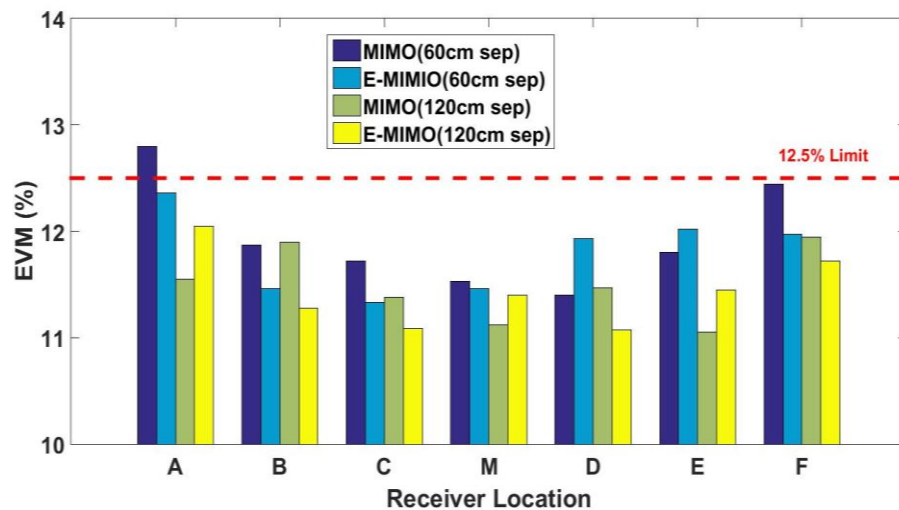 14
13
12
11
10
EVM (%)
MIMO(60cm sep)
E-MIMIO(60cm sep)
MIMO(120cm sep)
E-MIMO(120cm sep)
12.5% Limit
A B C M D E F
Receiver Location